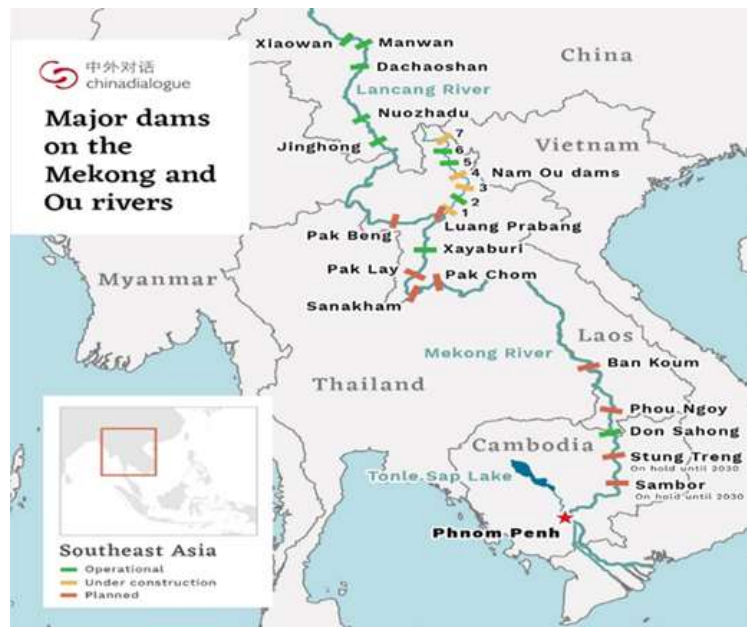 中外对话
chinadialogue
Major dams
on the
Mekong and
Ou rivers
Xiaowan
Manwan
Dachaoshan
China
Lancang River
Nuozhadu
Jinghong
7
6
5
4
3
2
1
Vietnam
Nam Ou dams
Luang Prabang
Pak Beng
Xayaburi
Myanmar
Pak Lay
Pak Chom
Sanakham
Laos
Mekong River
Ban Koum
Thailand
Phou Ngoy
Don Sahong
Cambodia
Stung Treng
On hold until 2030
Tonle Sap Lake
Sambor
On hold until 2030
Phnom Penh
Southeast Asia
Operational
Under construction
Planned